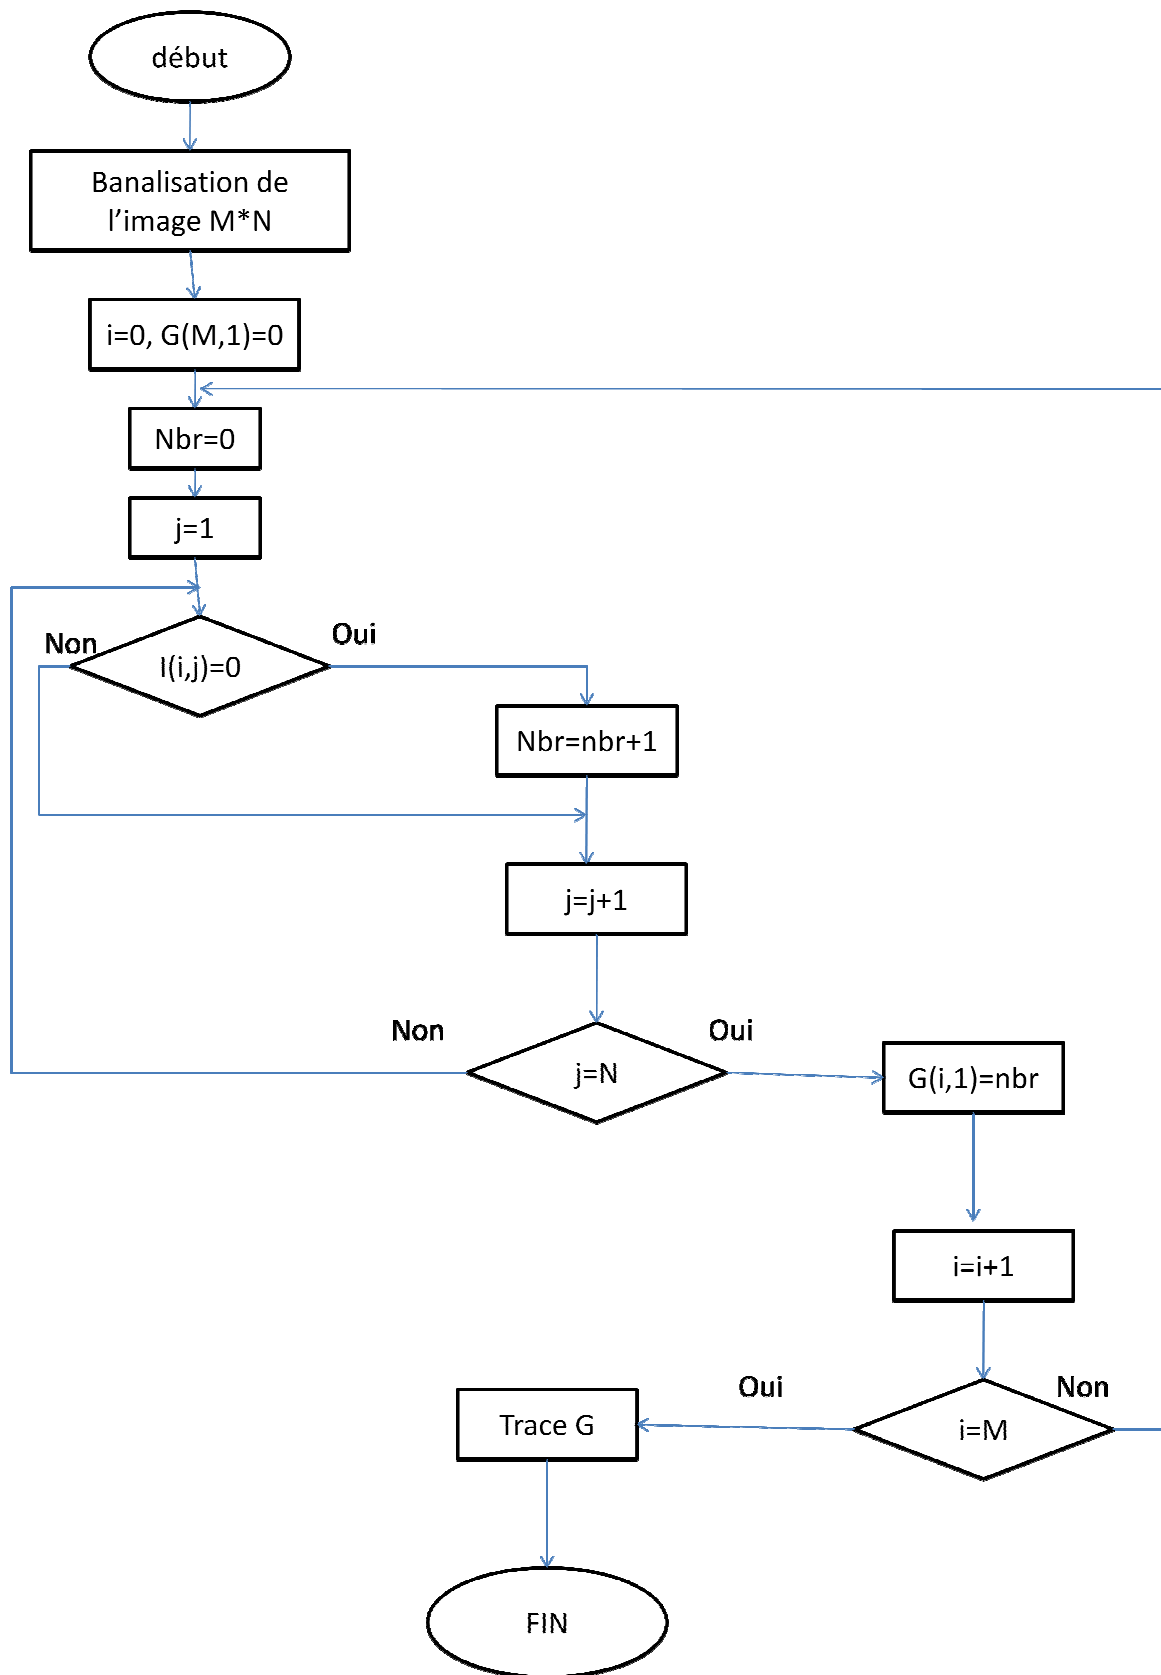 début
Banalisation de
l'image M*N
i=0, G(M,1)=0
Nbr=0
j=1
Non
Oui
I(i,j)=0
Nbr=nbr+1
j=j+1
Non
Oui
j=N
G(i,1)=nbr
i=i+1
Oui
Non
Trace G
i=M
FIN